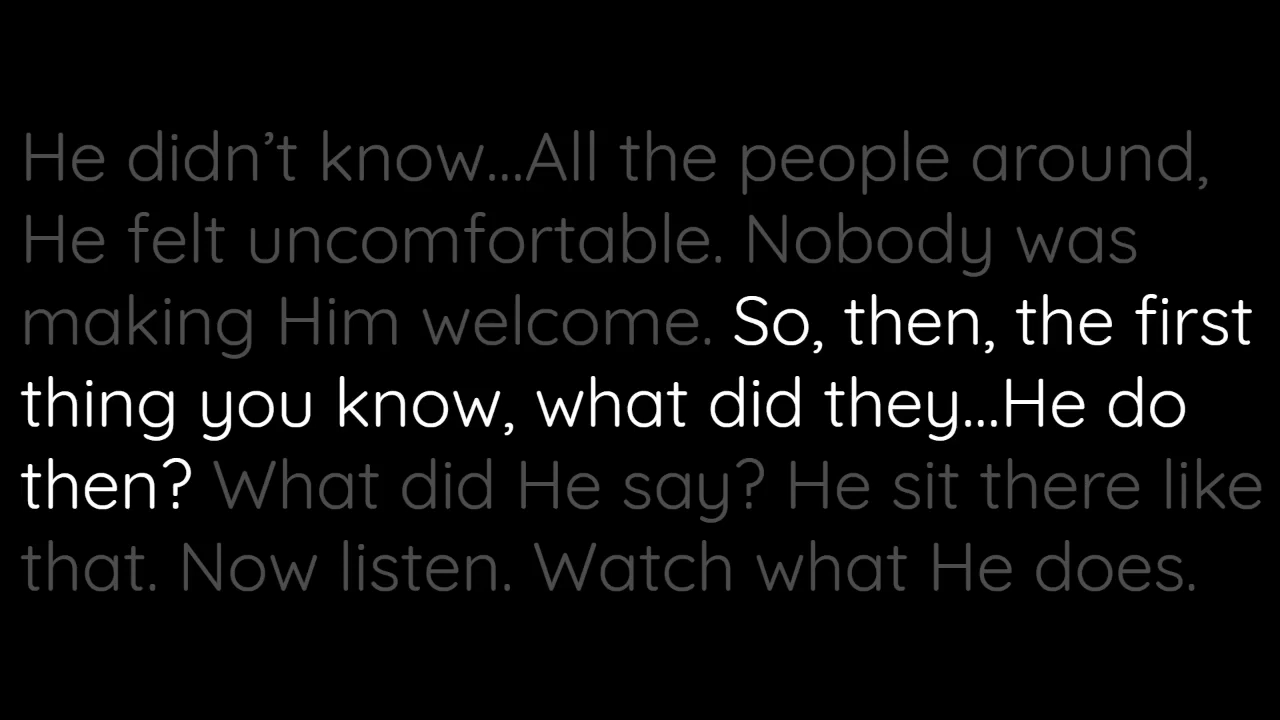 He didn’t know...All the people around,
He felt uncomfortable. Nobody was
making Him welcome. So, then, the first
thing you know, what did they...He do
then? What did He say? He sit there like
that. Now listen. Watch what He does.